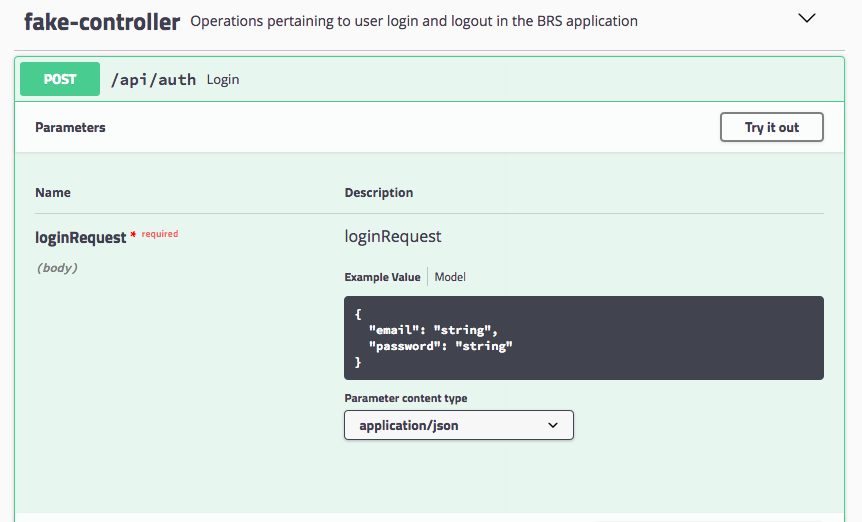 fake-controller Operations pertaining to user login and logout in the BRS application
POST /api/auth Login
Parameters Try it out
Name Description
loginRequest * required loginRequest
(body)
Example Value Model
{
"email": "string",
"password": "string"
}
Parameter content type
application/json